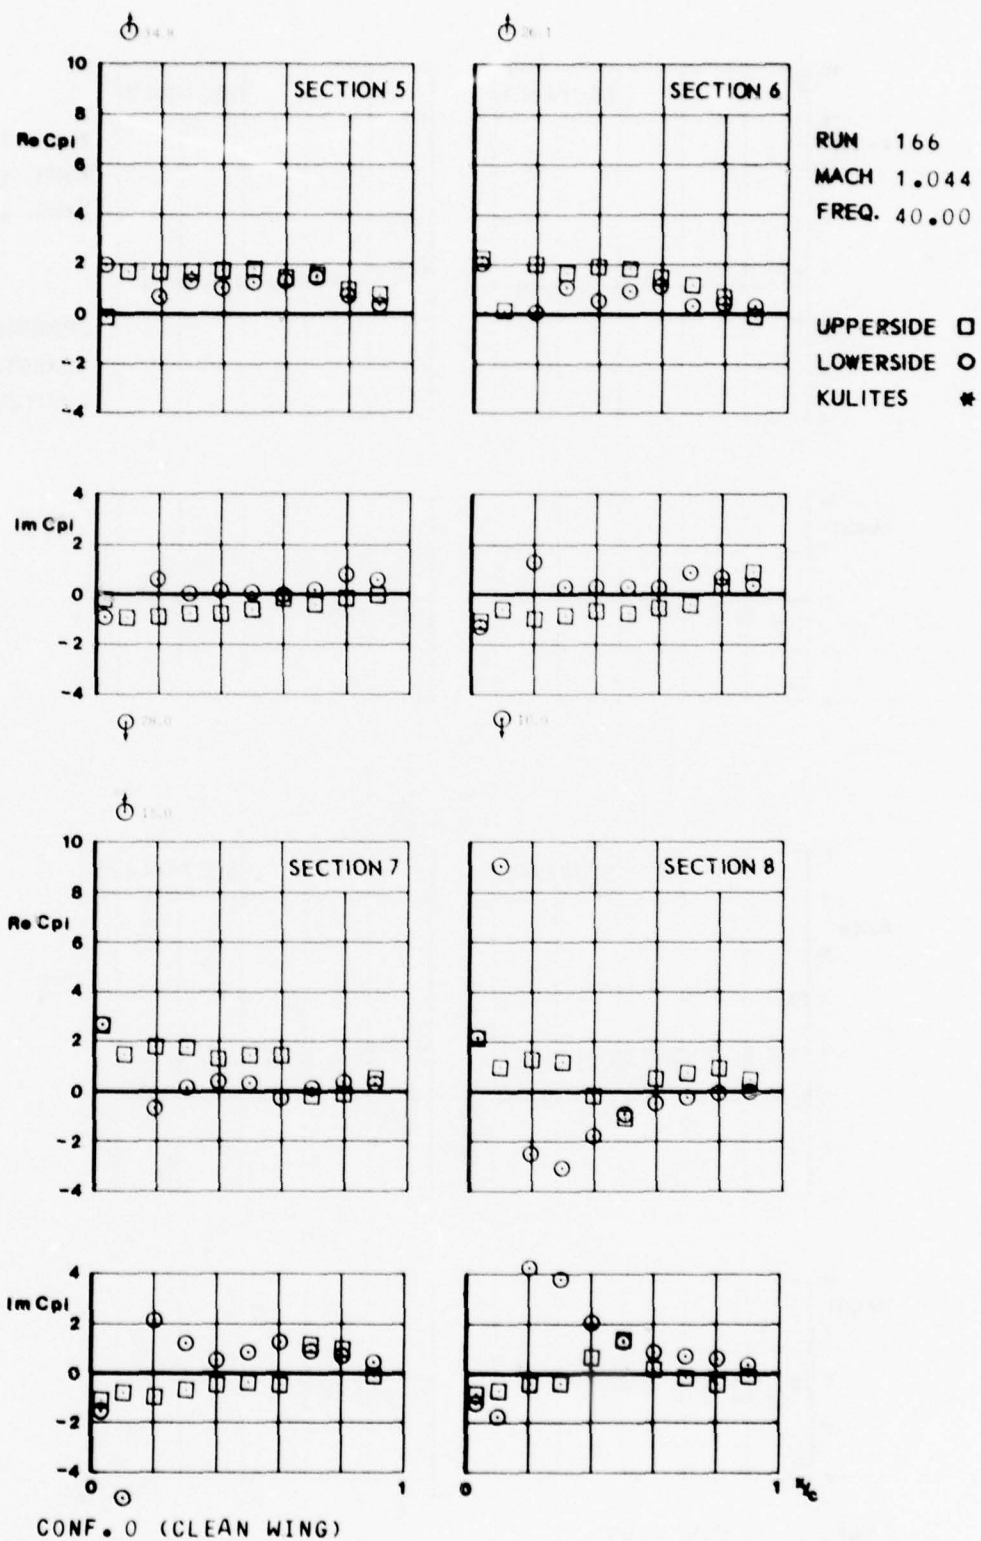 26.1
10
SECTION 5
SECTION 6
8
Re Cpi
6
4
2
0
-2
-4
RUN 166
MACH 1.044
FREQ. 40.00
UPPERSIDE □
LOWERSIDE ○
KULITES *
4
Im Cpi
2
0
-2
-4
10
SECTION 7
SECTION 8
8
Re Cpi
6
4
2
0
-2
-4
4
Im Cpi
2
0
-2
-4
0
1
0
1
x/c
CONF. 0 (CLEAN WING)